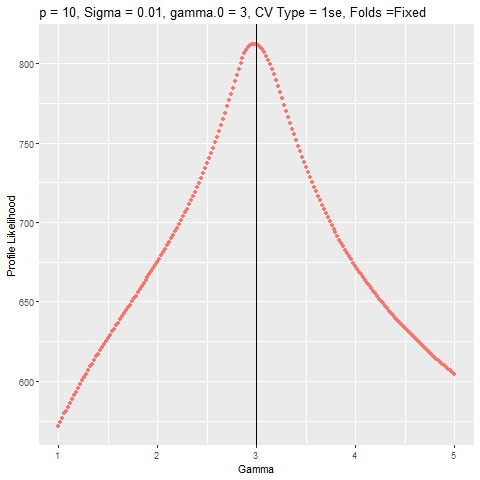 p = 10, Sigma = 0.01, gamma.0 = 3, CV Type = 1se, Folds =Fixed
Profile Likelihood
800
750
700
650
600
1 2 3 4 5
Gamma